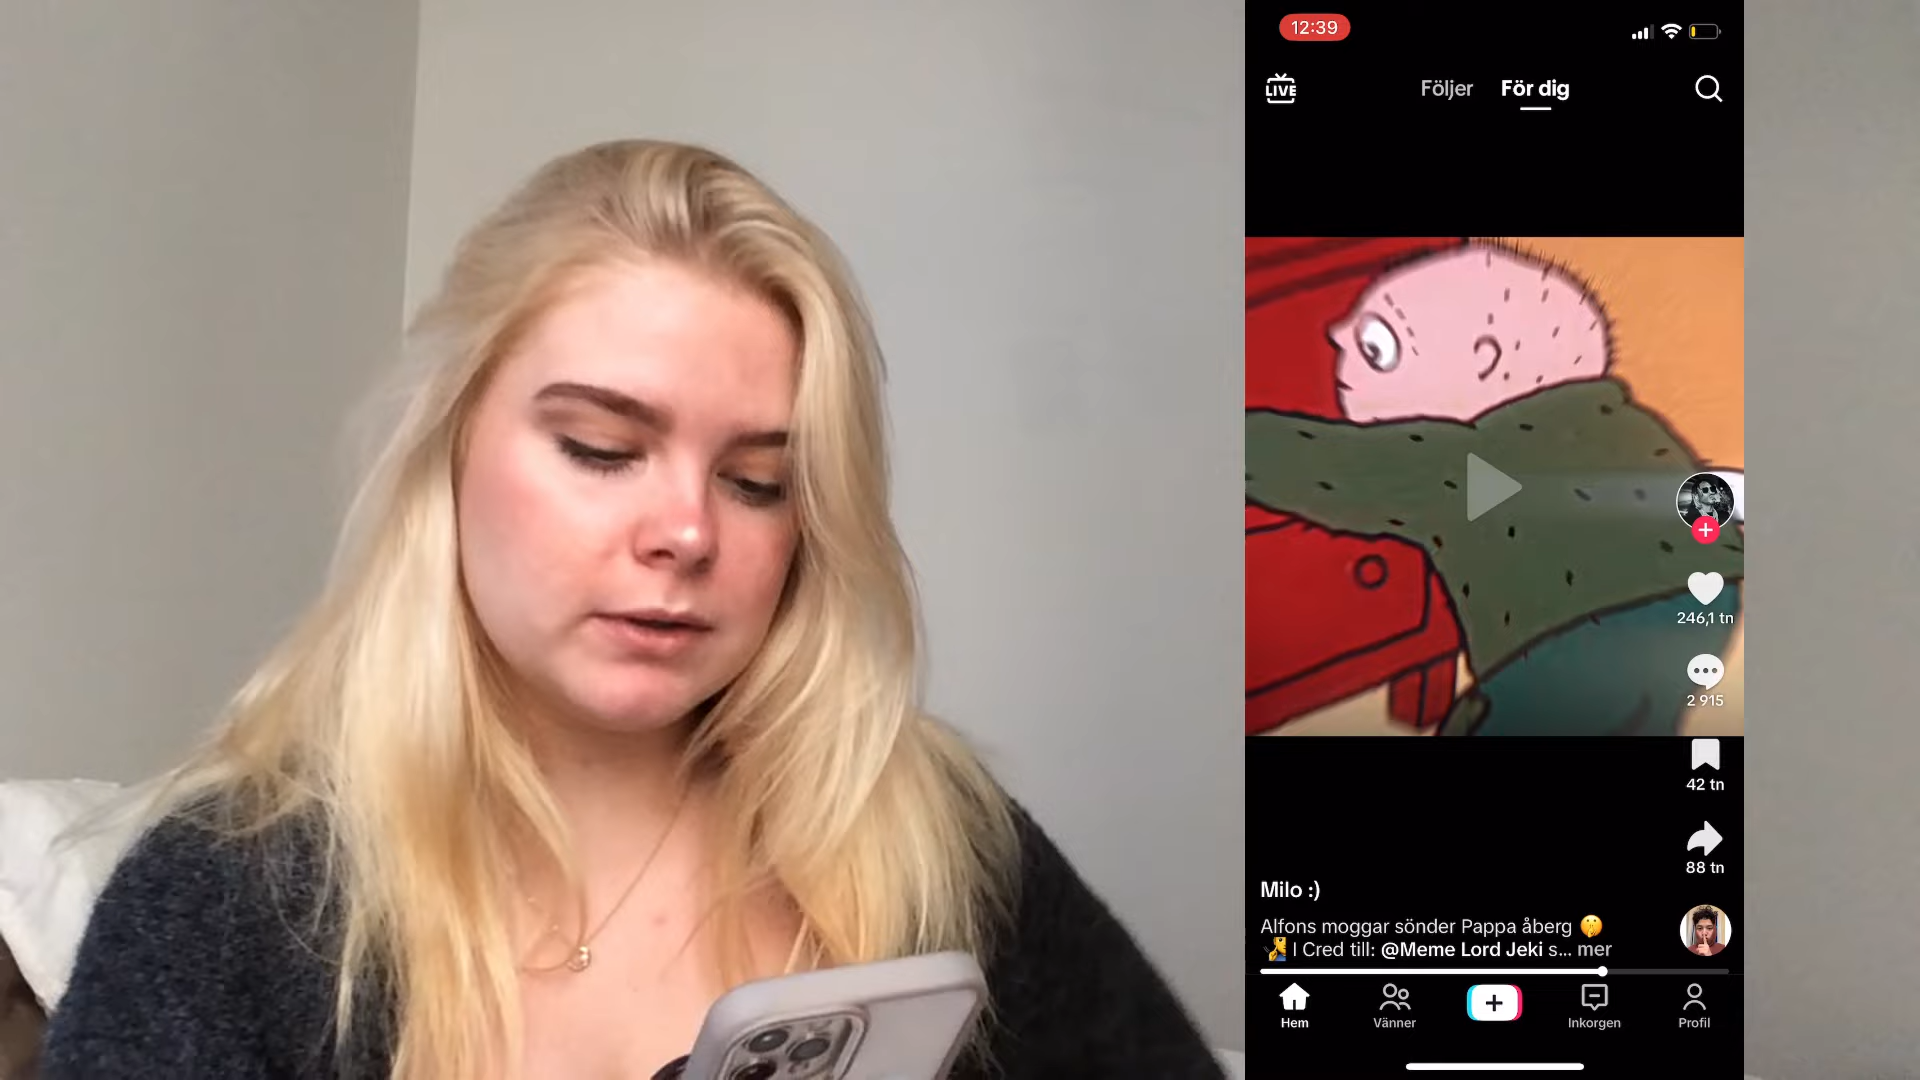 12:39
LIVE
Följer För dig
246,1 tn
2 915
42 tn
88 tn
Milo :)
Alfons moggar sönder Pappa åberg 🤫
🧏‍♂️ I Cred till: @Meme Lord Jeki s... mer
Hem Vänner Inkorgen Profil